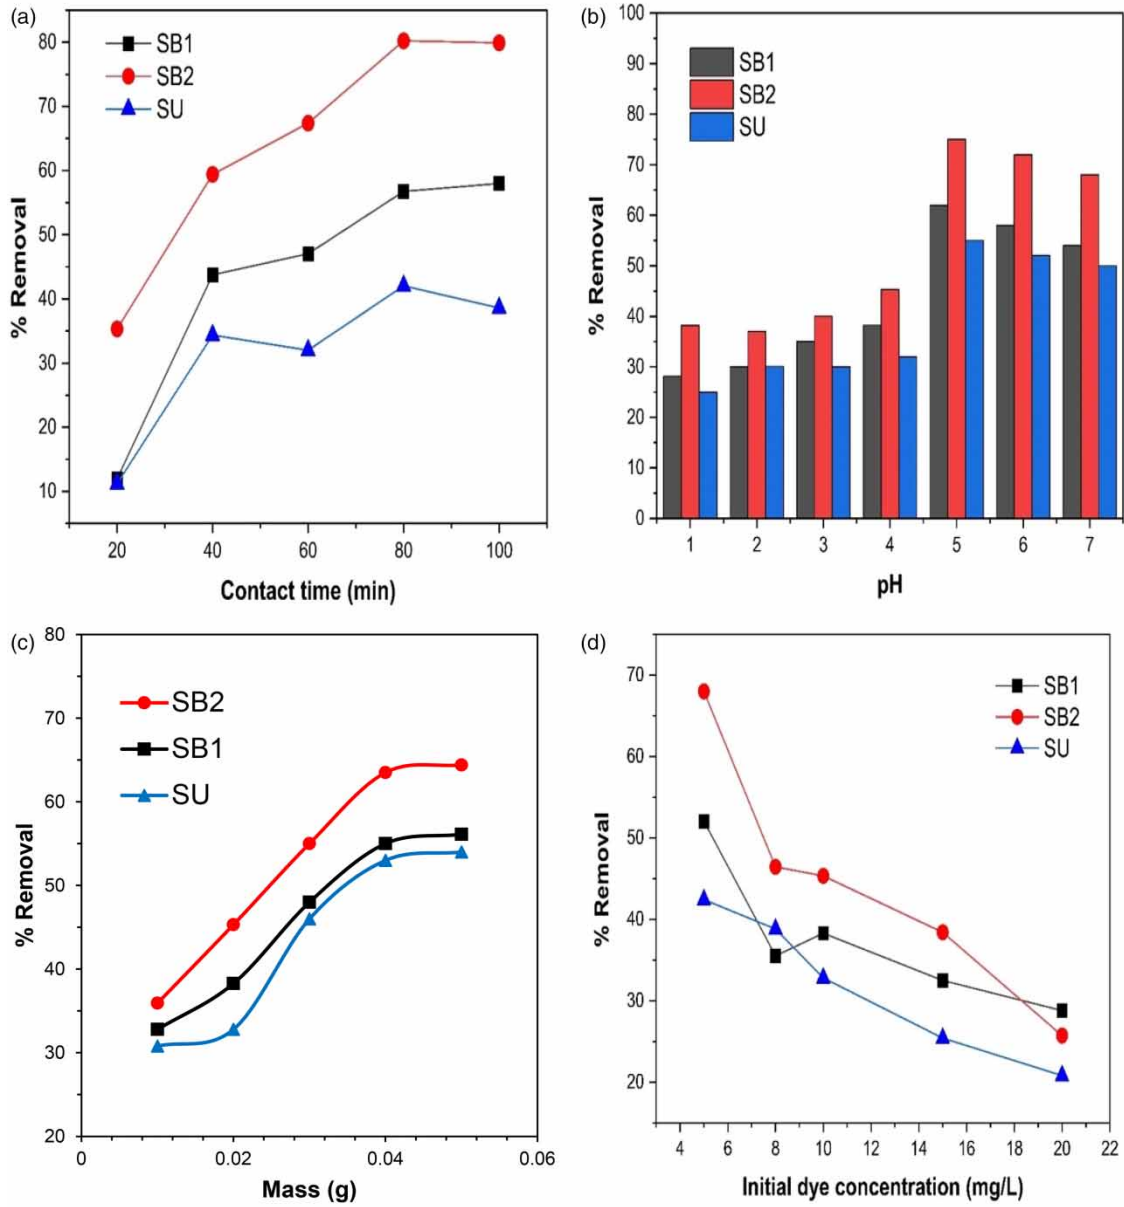 (a)
80
70
60
50
40
30
20
10
% Removal
SB1
SB2
SU
20 40 60 80 100
Contact time (min)
(b)
100
90
80
70
60
50
40
30
20
10
0
% Removal
SB1
SB2
SU
1 2 3 4 5 6 7
pH
(c)
80
70
60
50
40
30
20
% Removal
SB2
SB1
SU
0 0.02 0.04 0.06
Mass (g)
(d)
70
60
50
40
30
20
% Removal
SB1
SB2
SU
4 6 8 10 12 14 16 18 20 22
Initial dye concentration (mg/L)